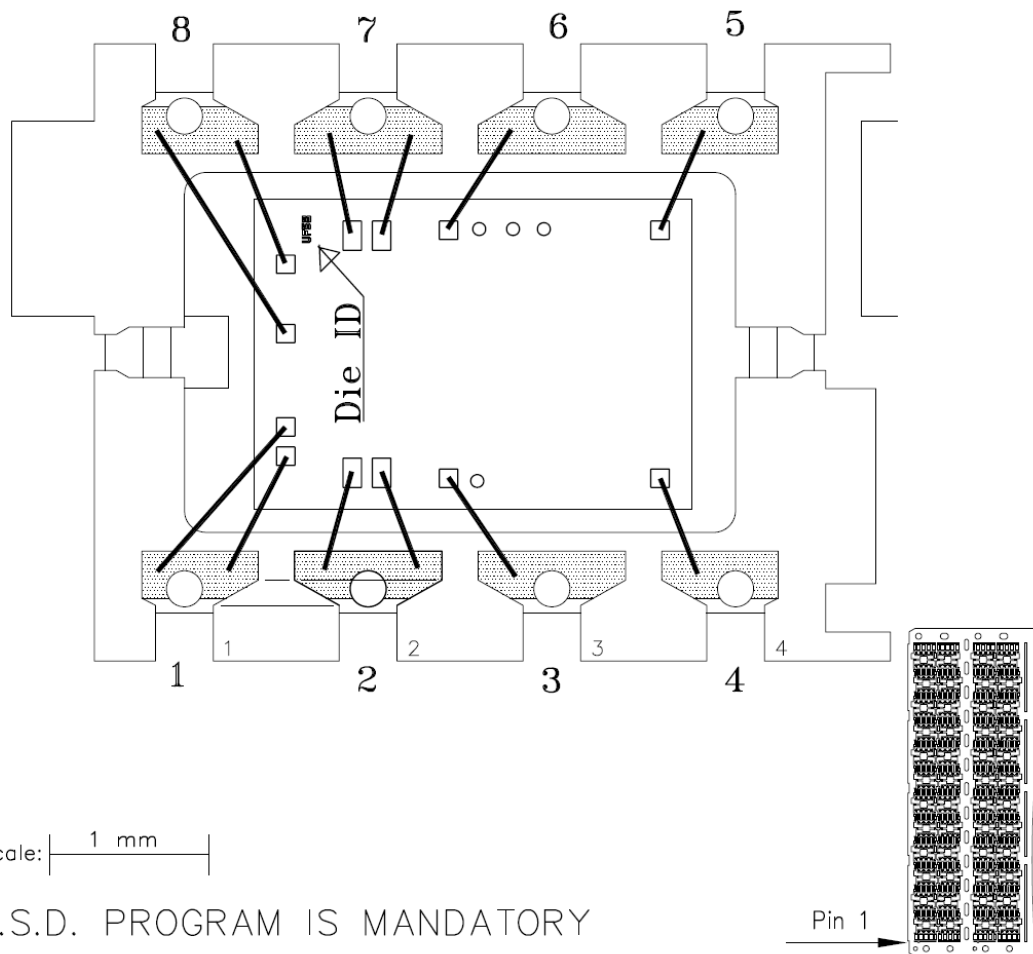 8 7 6 5
Die ID
1 2 3 4
1 2 3 4
cale: 1 mm
.S.D. PROGRAM IS MANDATORY
Pin 1